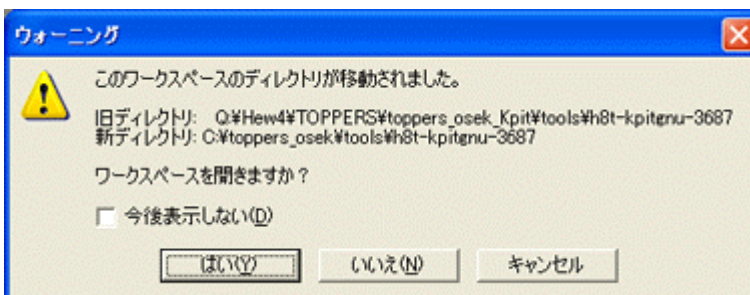 ウォーニング
このワークスペースのディレクトリが移動されました。
旧ディレクトリ: Q:¥Hew4¥TOPPERS¥toppers_osek_Kpit¥tools¥h8t-kpitgnu-3687
新ディレクトリ: C:¥toppers_osek¥tools¥h8t-kpitgnu-3687
ワークスペースを開きますか？
今後表示しない(D)
はい(Y) いいえ(N) キャンセル